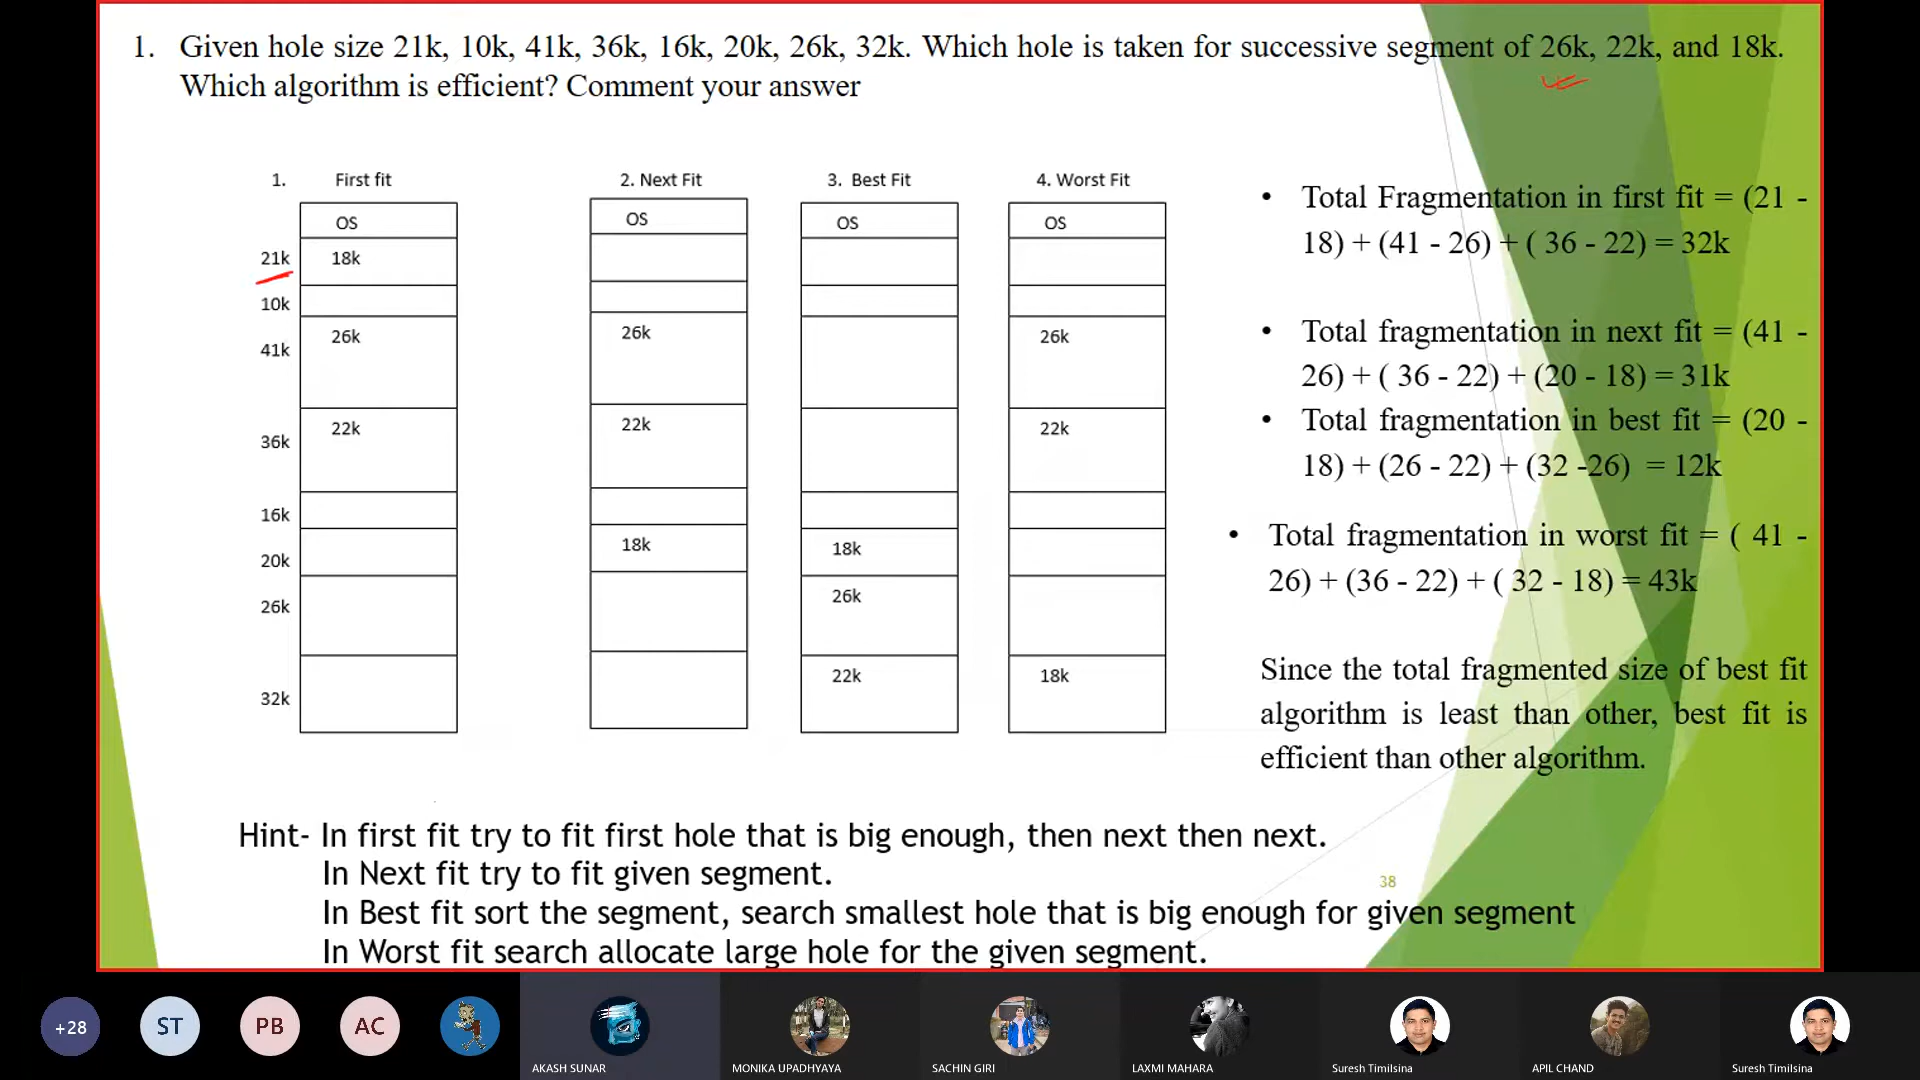 1. Given hole size 21k, 10k, 41k, 36k, 16k, 20k, 26k, 32k. Which hole is taken for successive segment of 26k, 22k, and 18k.
Which algorithm is efficient? Comment your answer
1. First fit
OS
21k 18k
10k
41k 26k
36k 22k
16k
20k
26k
32k
2. Next Fit
OS
26k
22k
18k
3. Best Fit
OS
18k
26k
22k
4. Worst Fit
OS
26k
22k
18k
• Total Fragmentation in first fit = (21 -
18) + (41 - 26) + ( 36 - 22) = 32k
• Total fragmentation in next fit = (41 -
26) + ( 36 - 22) + (20 - 18) = 31k
• Total fragmentation in best fit = (20 -
18) + (26 - 22) + (32 -26) = 12k
• Total fragmentation in worst fit = ( 41 -
26) + (36 - 22) + ( 32 - 18) = 43k
Since the total fragmented size of best fit
algorithm is least than other, best fit is
efficient than other algorithm.
Hint- In first fit try to fit first hole that is big enough, then next then next.
In Next fit try to fit given segment.
38
In Best fit sort the segment, search smallest hole that is big enough for given segment
In Worst fit search allocate large hole for the given segment.
+28
ST
PB
AC
AKASH SUNAR
MONIKA UPADHYAYA
SACHIN GIRI
LAXMI MAHARA
Suresh Timilsina
APIL CHAND
Suresh Timilsina